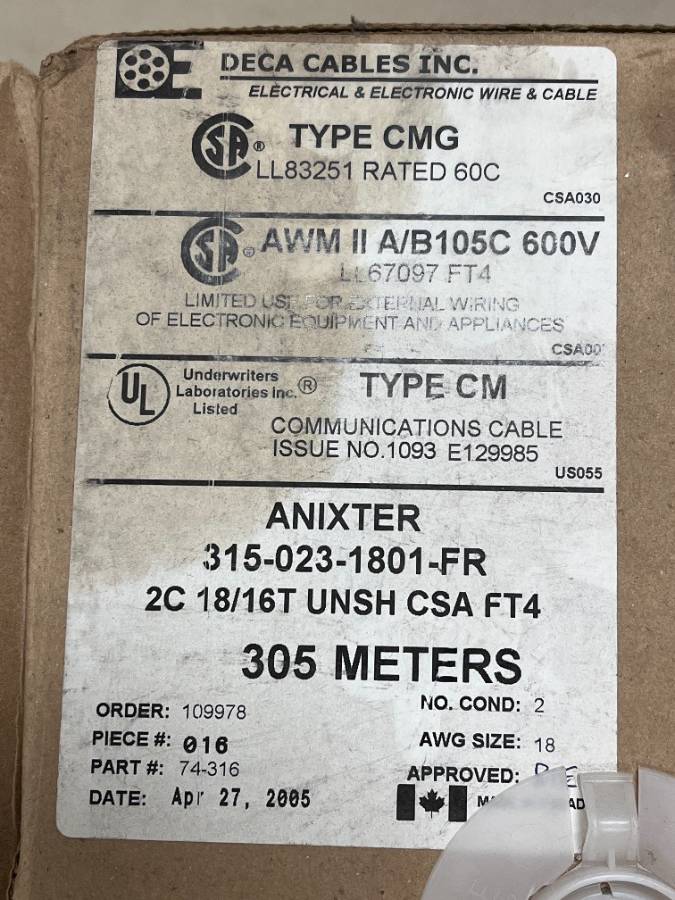 DECA CABLES INC.
ELECTRICAL & ELECTRONIC WIRE & CABLE
CSA ® TYPE CMG
LL83251 RATED 60C
CSA030
CSA ® AWM II A/B105C 600V
LL67097 FT4
LIMITED USE FOR EXTERNAL WIRING
OF ELECTRONIC EQUIPMENT AND APPLIANCES
UL Underwriters
Laboratories Inc. ®
Listed
TYPE CM
COMMUNICATIONS CABLE
ISSUE NO.1093 E129985
US055
ANIXTER
315-023-1801-FR
2C 18/16T UNSH CSA FT4
305 METERS
ORDER: 109978 NO. COND: 2
PIECE #: 016 AWG SIZE: 18
PART #: 74-316 APPROVED:
DATE: Apr 27, 2005